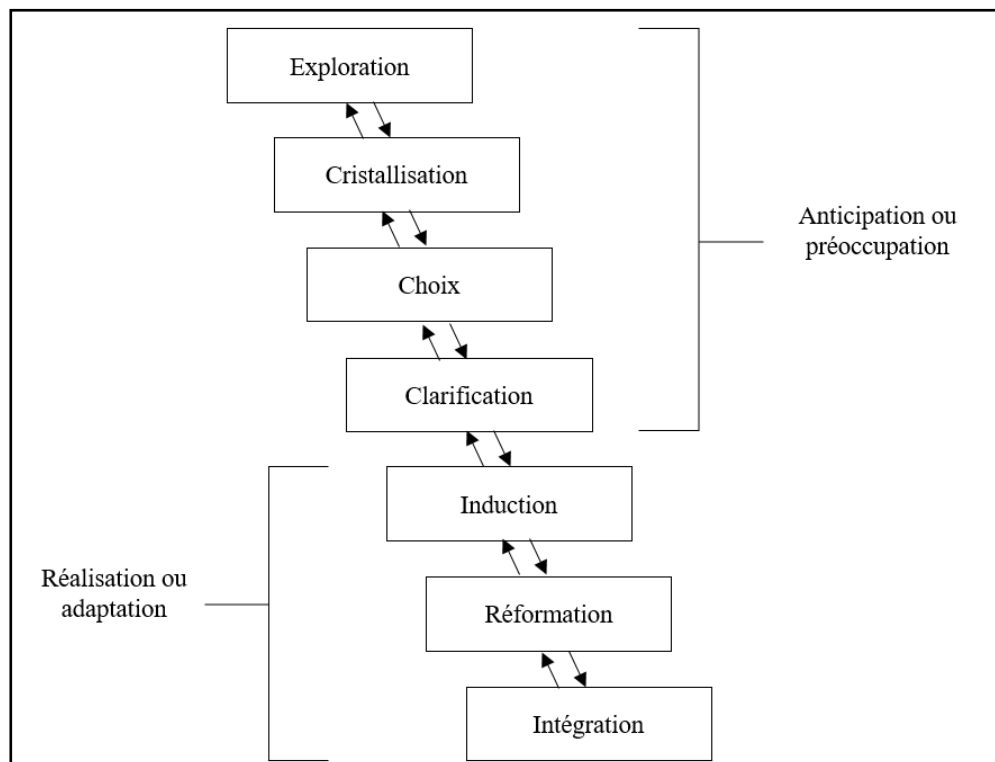 Exploration
Cristallisation
Anticipation ou
préoccupation
Choix
Clarification
Induction
Réalisation ou
adaptation
Réformation
Intégration